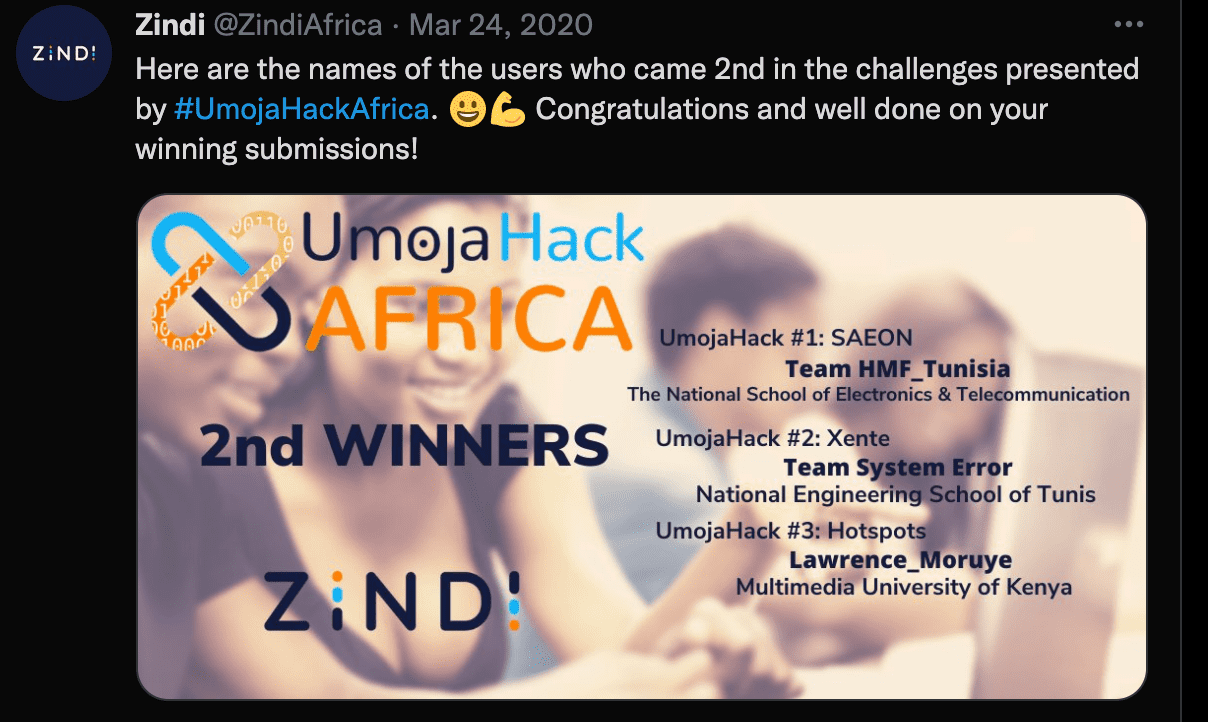 ZiND!
Zindi @ZindiAfrica · Mar 24, 2020
Here are the names of the users who came 2nd in the challenges presented
by #UmojaHackAfrica. 😀💪 Congratulations and well done on your
winning submissions!
UmojaHack
AFRICA
UmojaHack #1: SAEON
Team HMF_Tunisia
The National School of Electronics & Telecommunication
2nd WINNERS
UmojaHack #2: Xente
Team System Error
National Engineering School of Tunis
UmojaHack #3: Hotspots
Lawrence_Moruye
Multimedia University of Kenya
ZiND!